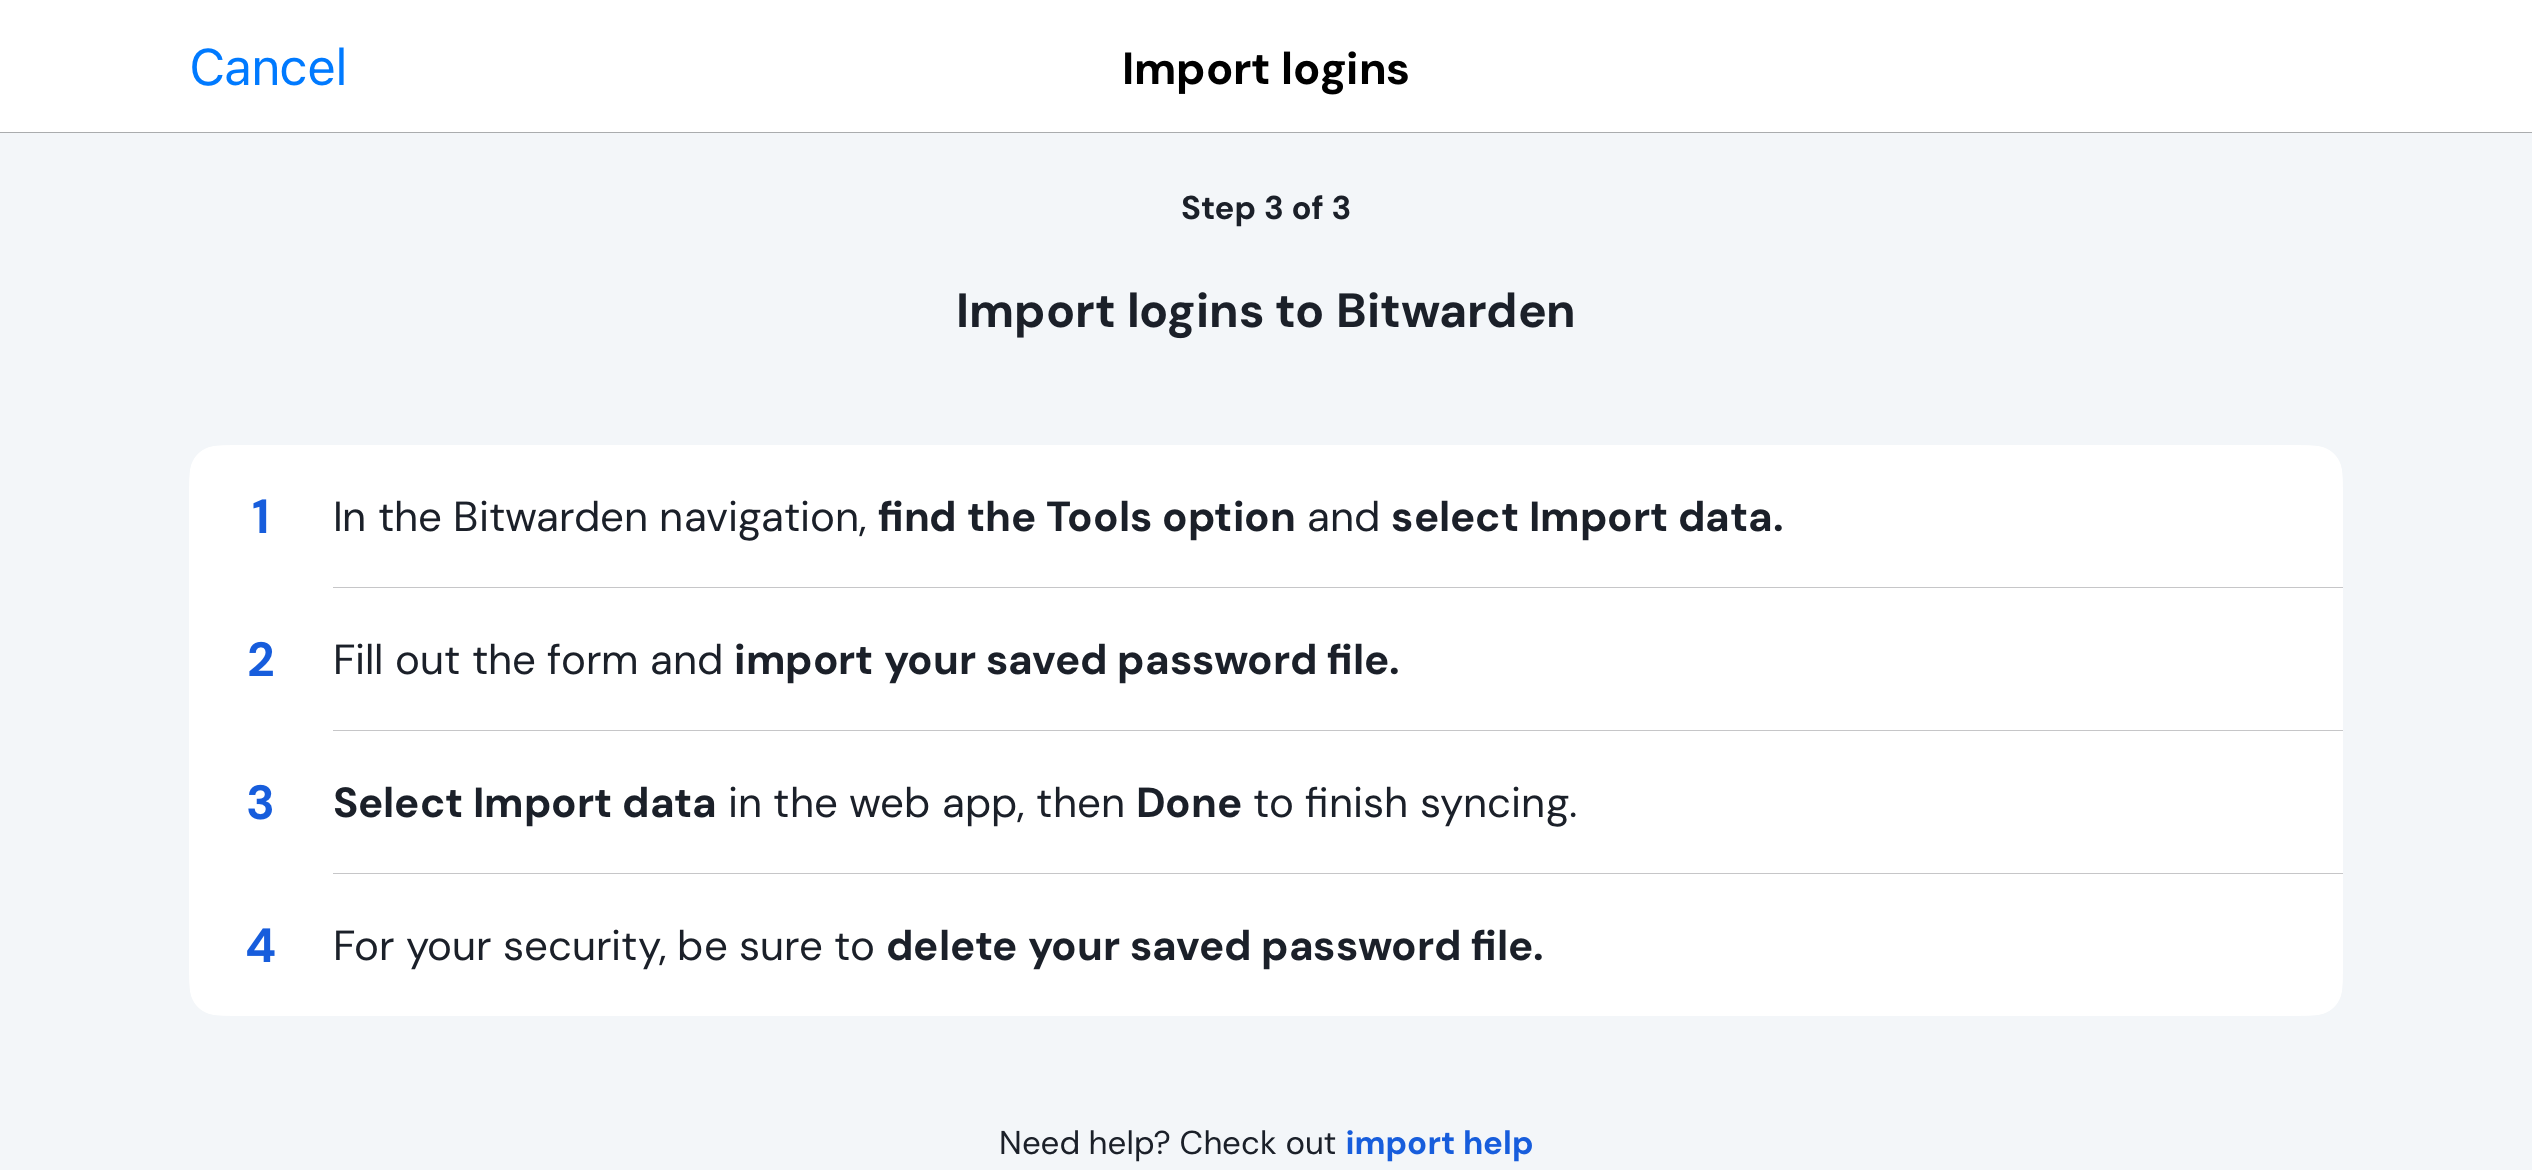 Cancel
Import logins
Step 3 of 3
Import logins to Bitwarden
1 In the Bitwarden navigation, find the Tools option and select Import data.
2 Fill out the form and import your saved password file.
3 Select Import data in the web app, then Done to finish syncing.
4 For your security, be sure to delete your saved password file.
Need help? Check out import help